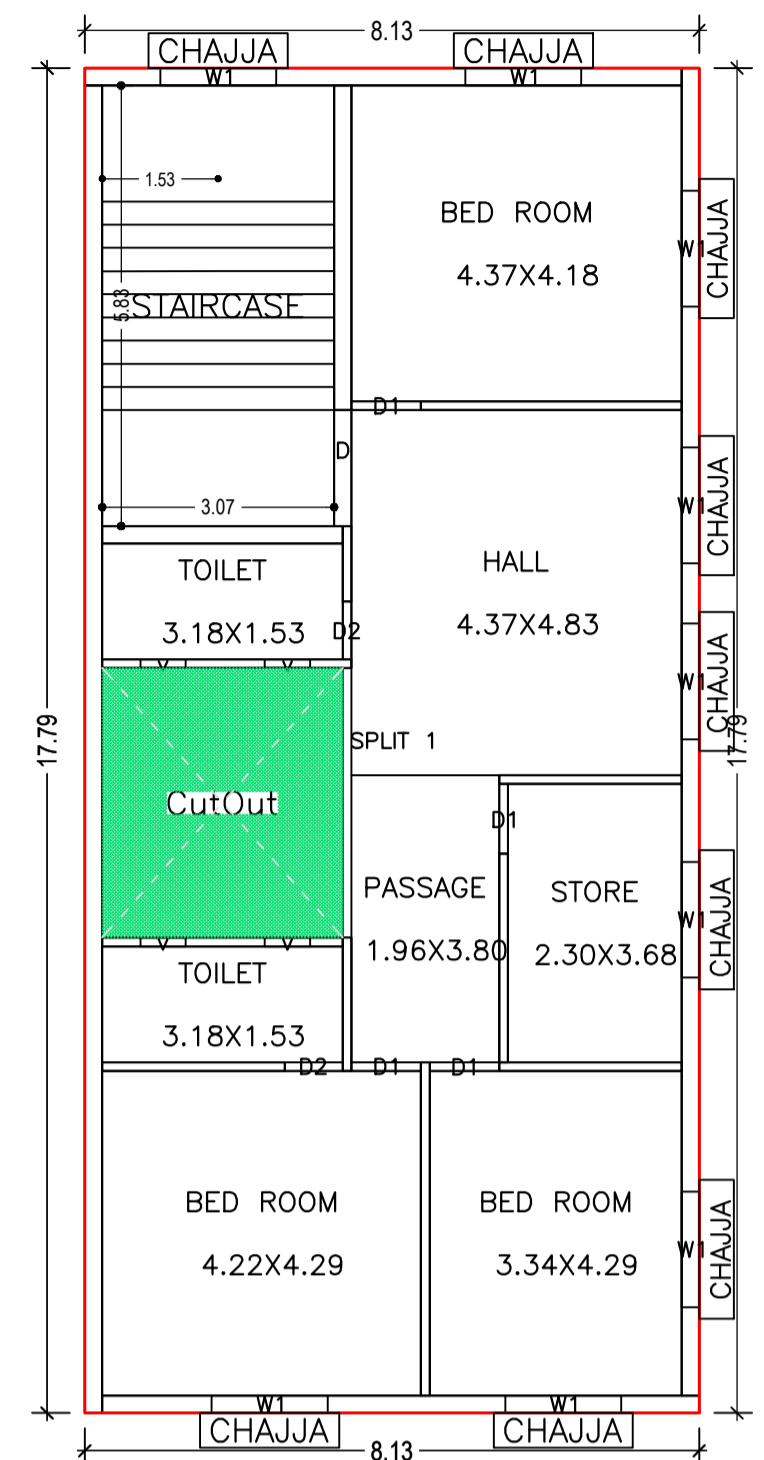 8.13
CHAJJA
CHAJJA
W1
W1
1.53
BED ROOM
4.37X4.18
W1
CHAJJA
5.83
STAIRCASE
D1
D
3.07
W1
CHAJJA
TOILET
3.18X1.53
D2
HALL
4.37X4.83
V
V
W1
CHAJJA
17.79
17.79
SPLIT 1
CutOut
D1
PASSAGE
1.96X3.80
STORE
2.30X3.68
W1
CHAJJA
V
V
TOILET
3.18X1.53
D2
D1
D1
BED ROOM
4.22X4.29
BED ROOM
3.34X4.29
W1
CHAJJA
W1
W1
CHAJJA
CHAJJA
8.13